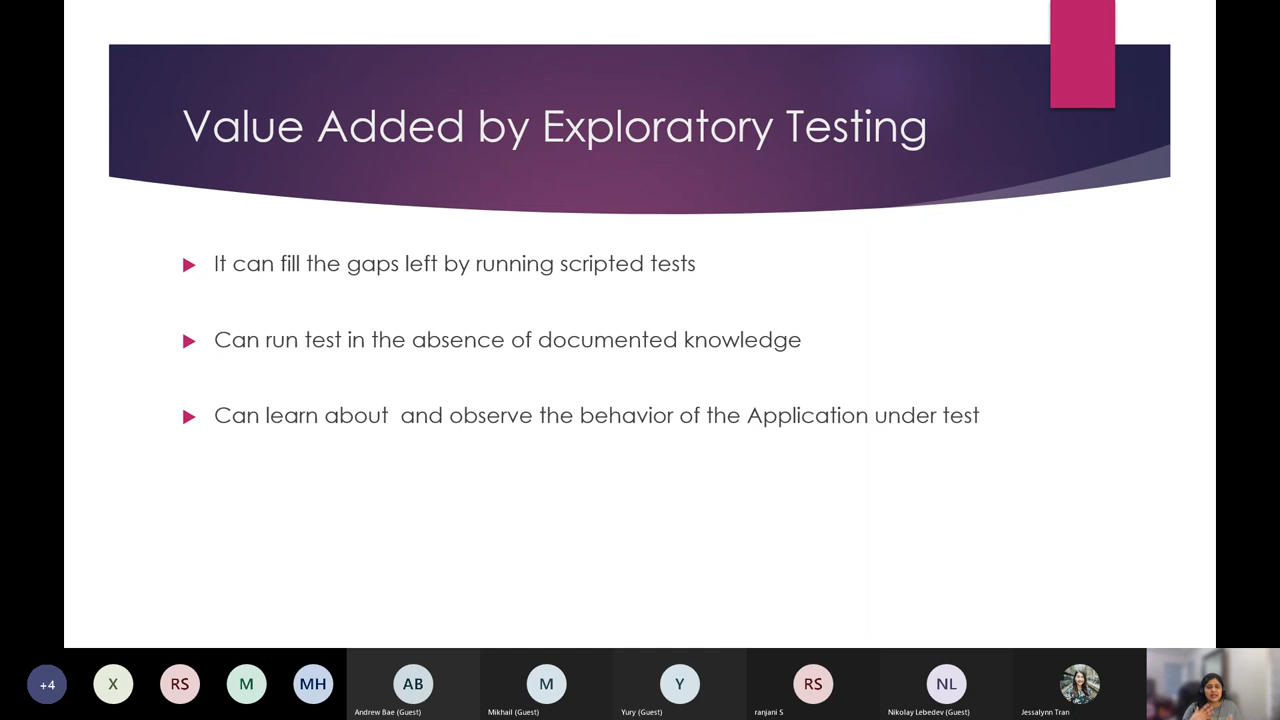 Value Added by Exploratory Testing
It can fill the gaps left by running scripted tests
Can run test in the absence of documented knowledge
Can learn about  and observe the behavior of the Application under test
+4
X
RS
M
MH
AB
M
Y
RS
NL
Andrew Bae (Guest)
Mikhail (Guest)
Yury (Guest)
ranjani S
Nikolay Lebedev (Guest)
Jessalynn Tran